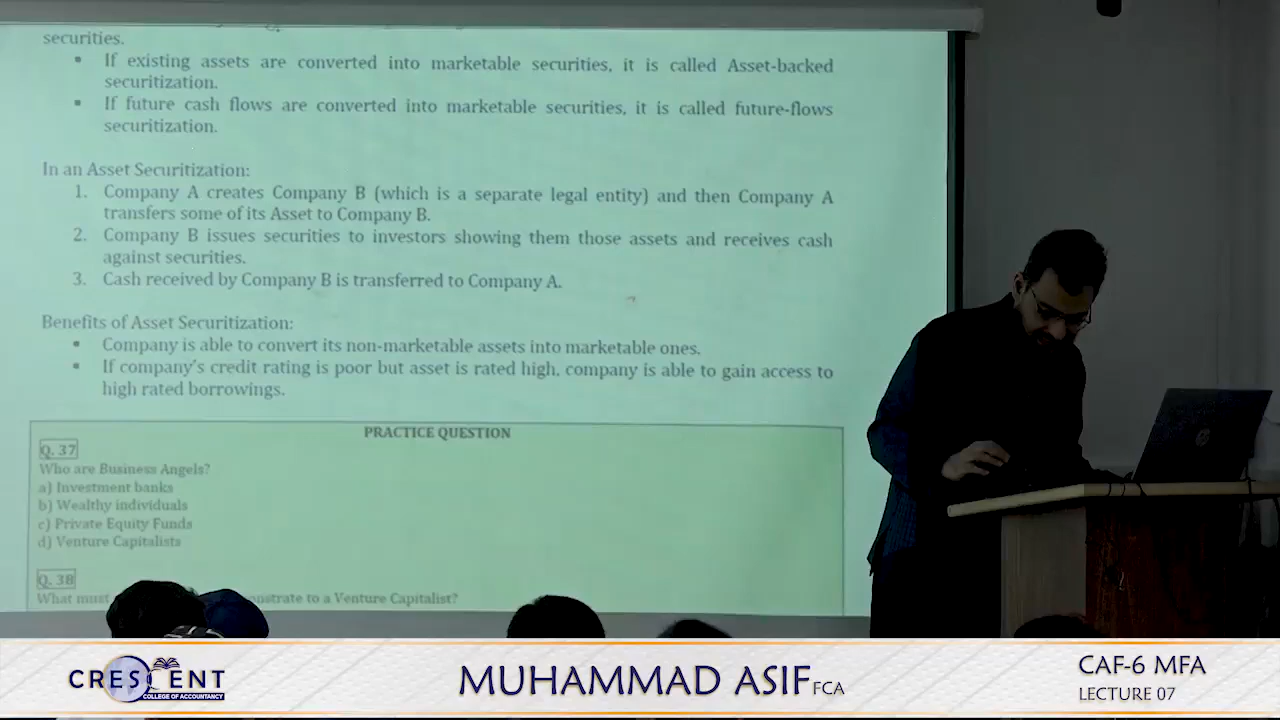 securities.
▪ If existing assets are converted into marketable securities, it is called Asset-backed
securitization.
▪ If future cash flows are converted into marketable securities, it is called future-flows
securitization.
In an Asset Securitization:
1. Company A creates Company B (which is a separate legal entity) and then Company A
transfers some of its Asset to Company B.
2. Company B issues securities to investors showing them those assets and receives cash
against securities.
3. Cash received by Company B is transferred to Company A.
Benefits of Asset Securitization:
▪ Company is able to convert its non-marketable assets into marketable ones.
▪ If company's credit rating is poor but asset is rated high, company is able to gain access to
high rated borrowings.
PRACTICE QUESTION
Q. 37
Who are Business Angels?
a) Investment banks
b) Wealthy individuals
c) Private Equity Funds
d) Venture Capitalists
Q. 38
What must to a Venture Capitalist?
CRESCENT
COLLEGE OF ACCOUNTANCY
MUHAMMAD ASIF FCA
CAF-6 MFA
LECTURE 07